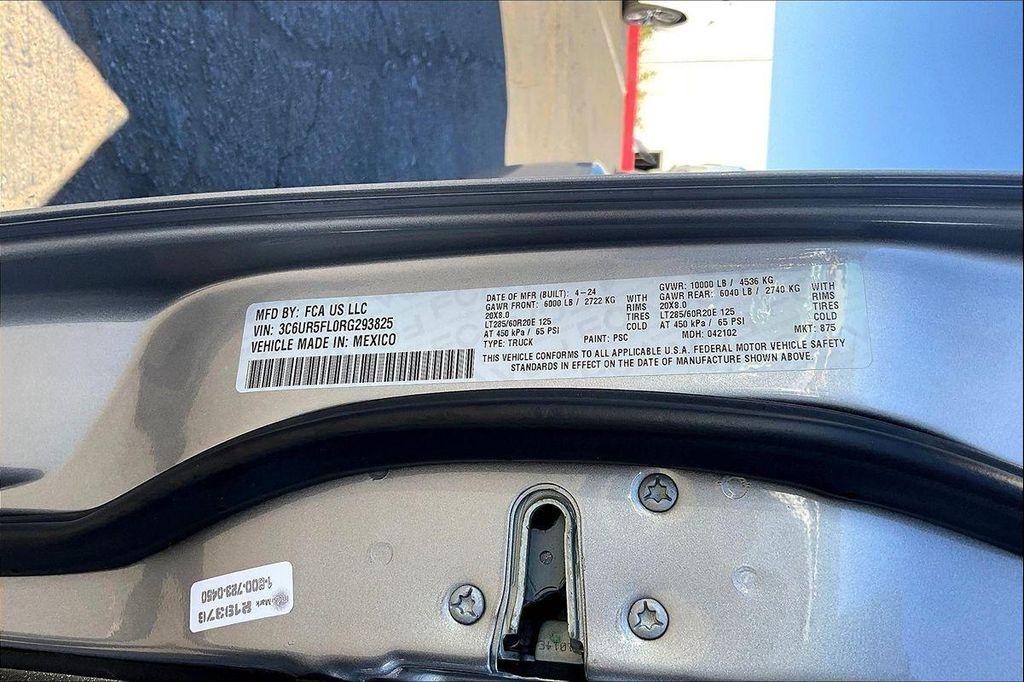 MFD BY: FCA US LLC
VIN: 3C6UR5FL0RG293825
VEHICLE MADE IN: MEXICO
DATE OF MFR (BUILT): 4-24
GAWR FRONT: 6000 LB / 2722 KG WITH
20X8.0 RIMS
LT285/60R20E 125 TIRES
AT 450 kPa / 65 PSI COLD
TYPE: TRUCK PAINT: PSC
GVWR: 10000 LB / 4536 KG
GAWR REAR: 6040 LB / 2740 KG WITH
20X8.0 RIMS
LT285/60R20E 125 TIRES
AT 450 kPa / 65 PSI COLD
MDH: 042102 MKT: 875
THIS VEHICLE CONFORMS TO ALL APPLICABLE U.S.A. FEDERAL MOTOR VEHICLE SAFETY
STANDARDS IN EFFECT ON THE DATE OF MANUFACTURE SHOWN ABOVE.
Mark
1-800-723-0450